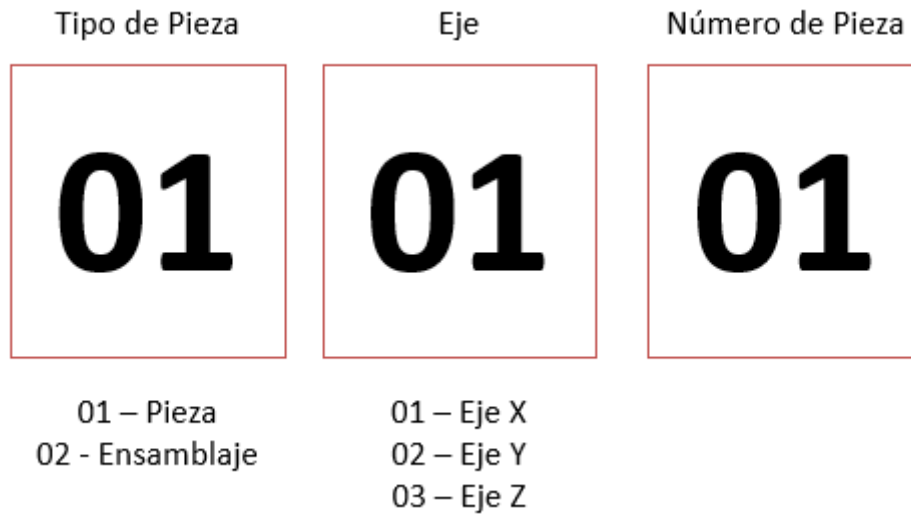 Tipo de Pieza
Eje
Número de Pieza
01
01
01
01 – Pieza
02 - Ensamblaje
01 – Eje X
02 – Eje Y
03 – Eje Z